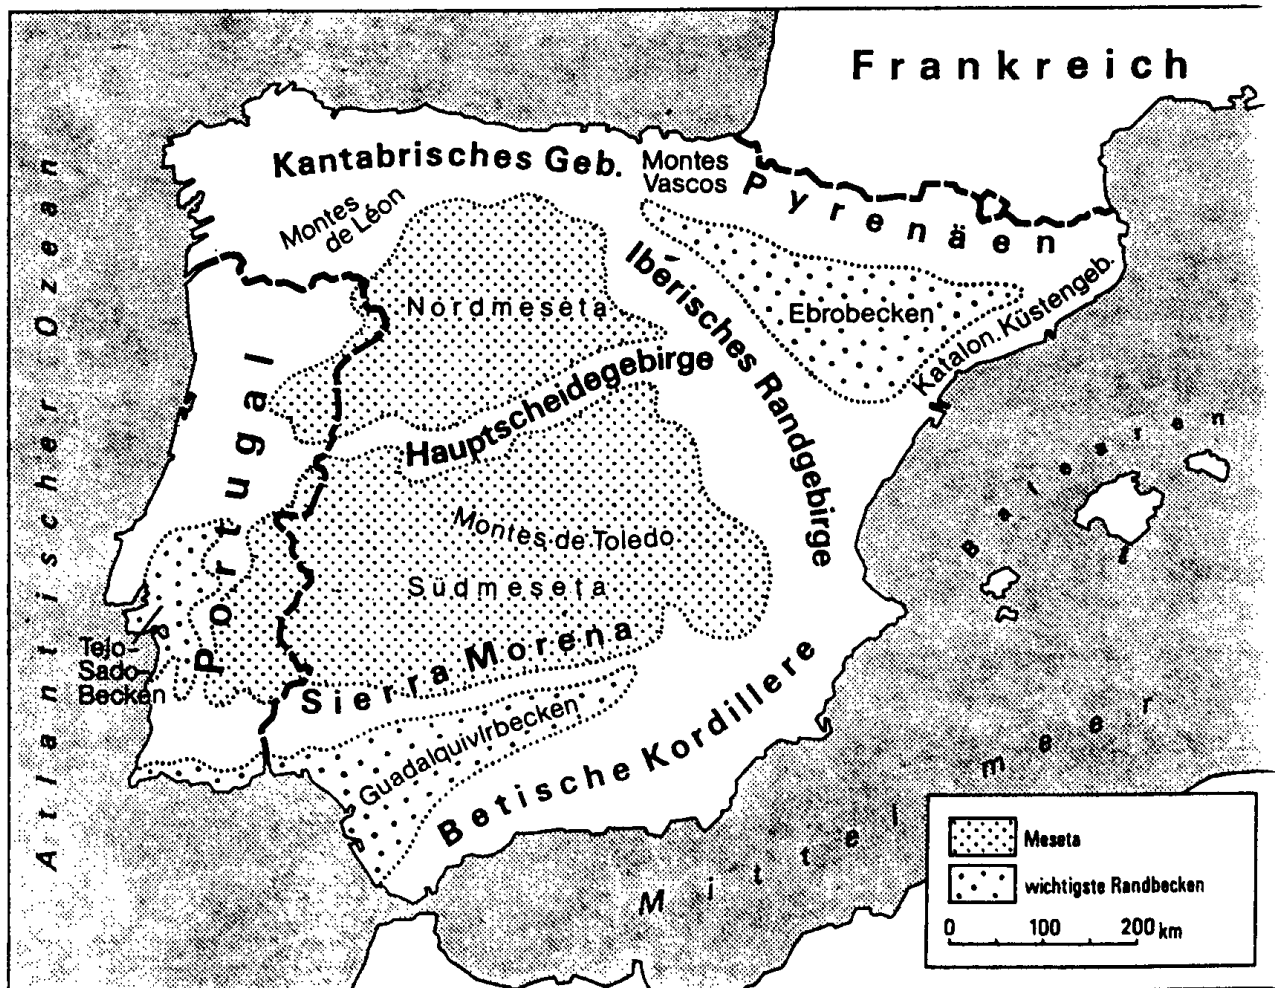 Frankreich
Kantabrisches Geb.
Montes
Vascos
Pyrenäen
Montes
de Léon
Iberisches Randgebirge
Nordmeseta
Ebrobecken
Katalon. Küstengeb.
Hauptscheidegebirge
Portugal
Atlantischer Ozean
Balearen
Montes de Toledo
Südmeseta
Tejo-
Sado-
Becken
Sierra Morena
Guadalquivirbecken
Betische Kordillere
Mittelmeer
Meseta
wichtigste Randbecken
0 100 200 km